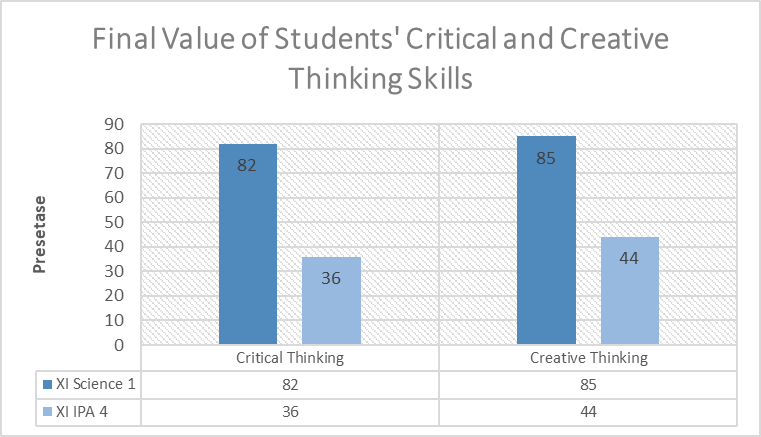 Final Value of Students' Critical and Creative
Thinking Skills
Presetase
90
80
70
60
50
40
30
20
10
0
82
36
85
44
Critical Thinking
Creative Thinking
XI Science 1
82
85
XI IPA 4
36
44